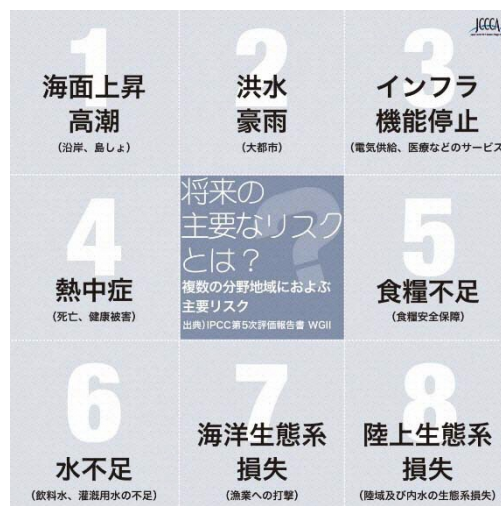 JCCCA
1
海面上昇
高潮
(沿岸、島しょ)
2
洪水
豪雨
(大都市)
3
インフラ
機能停止
(電気供給、医療などのサービス)
4
熱中症
(死亡、健康被害)
将来の
主要なリスク
とは?
?
複数の分野地域におよぶ
主要リスク
出典)IPCC第5次評価報告書 WGII
5
食糧不足
(食糧安全保障)
6
水不足
(飲料水、灌漑用水の不足)
7
海洋生態系
損失
(漁業への打撃)
8
陸上生態系
損失
(陸域及び内水の生態系損失)